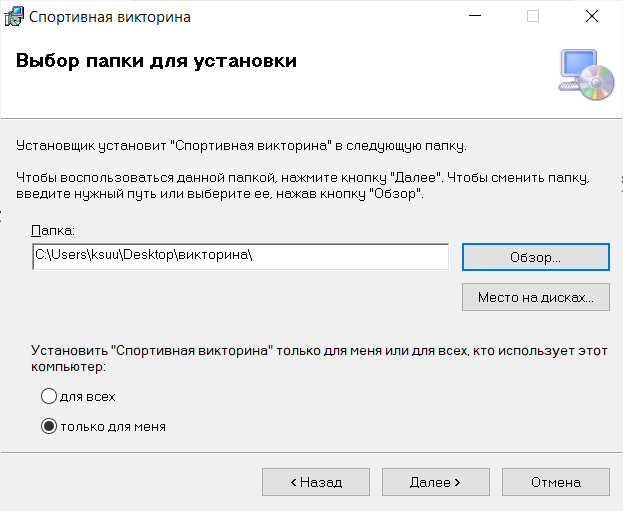 Спортивная викторина
Выбор папки для установки
Установщик установит "Спортивная викторина" в следующую папку.
Чтобы воспользоваться данной папкой, нажмите кнопку "Далее". Чтобы сменить папку,
введите нужный путь или выберите ее, нажав кнопку "Обзор".
Папка:
C:\Users\ksuu\Desktop\викторина\
Обзор...
Место на дисках...
Установить "Спортивная викторина" только для меня или для всех, кто использует этот
компьютер:
для всех
только для меня
< Назад
Далее >
Отмена